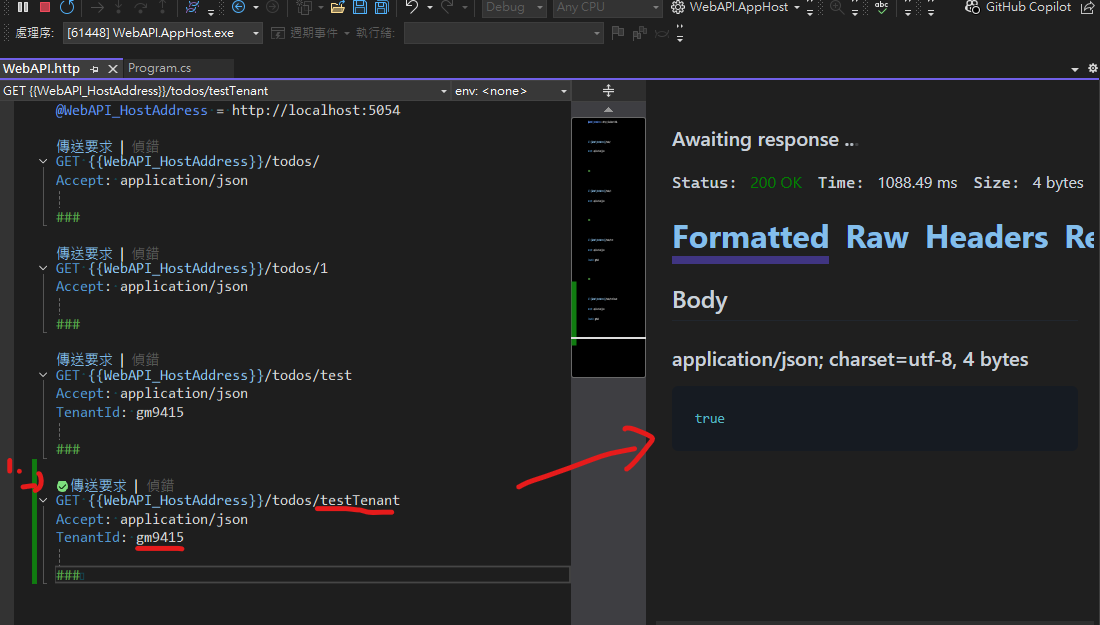 Debug
Any CPU
WebAPI.AppHost
abc
GitHub Copilot
處理序:
[61448] WebAPI.AppHost.exe
週期事件
執行緒:
WebAPI.http
Program.cs
GET {{WebAPI_HostAddress}}/todos/testTenant
env: <none>
@WebAPI_HostAddress = http://localhost:5054
傳送要求 | 偵錯
GET {{WebAPI_HostAddress}}/todos/
Accept: application/json
###
傳送要求 | 偵錯
GET {{WebAPI_HostAddress}}/todos/1
Accept: application/json
###
傳送要求 | 偵錯
GET {{WebAPI_HostAddress}}/todos/test
Accept: application/json
TenantId: gm9415
###
1.
傳送要求 | 偵錯
GET {{WebAPI_HostAddress}}/todos/testTenant
Accept: application/json
TenantId: gm9415
###
Awaiting response ...
Status: 200 OK Time: 1088.49 ms Size: 4 bytes
Formatted Raw Headers Re
Body
application/json; charset=utf-8, 4 bytes
true